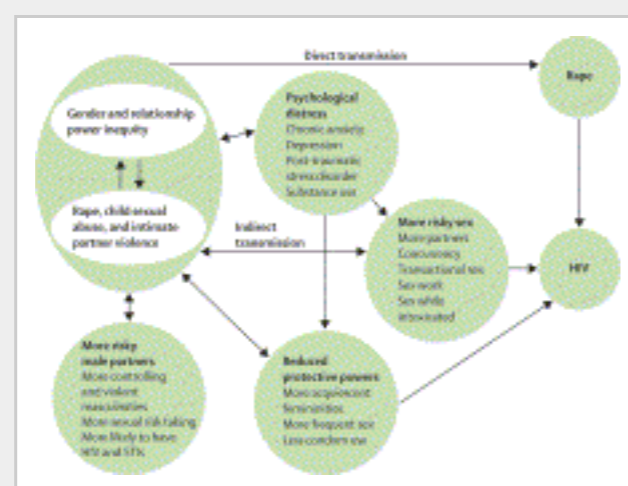 Direct transmission
Rape
Gender and relationship
power inequity
Psychological
distress
Chronic anxiety
Depression
Post-traumatic
stress disorder
Substance use
Rape, child sexual
abuse, and intimate
partner violence
Indirect
transmission
More risky sex
More partners
Concurrency
Transactional sex
Sex work
Sex while
intoxicated
HIV
More risky
male partners
More controlling
and violent
masculinities
More sexual risk taking
More likely to have
HIV and STIs
Reduced
protective powers
More acquiescent
femininities
More frequent sex
Less condom use